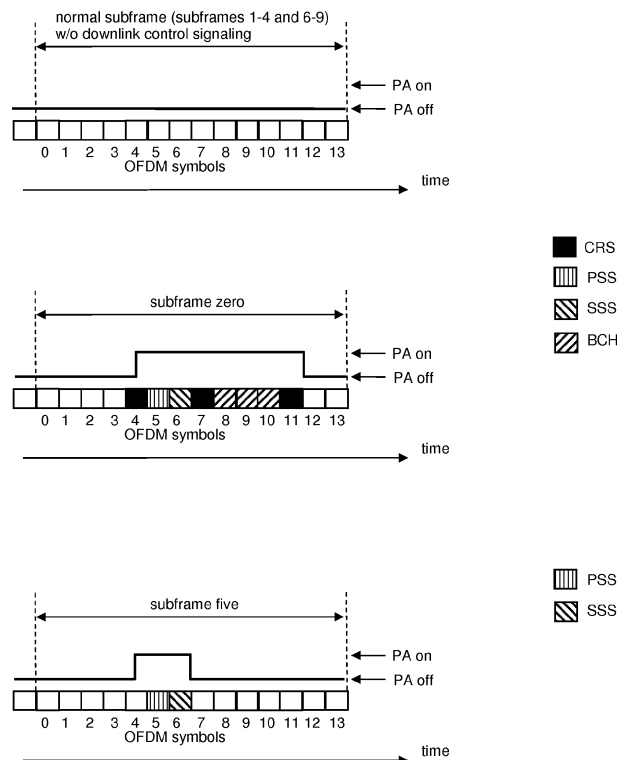 normal subframe (subframes 1-4 and 6-9)
w/o downlink control signaling
PA on
PA off
0 1 2 3 4 5 6 7 8 9 10 11 12 13
OFDM symbols
time
CRS
PSS
SSS
BCH
subframe zero
PA on
PA off
0 1 2 3 4 5 6 7 8 9 10 11 12 13
OFDM symbols
time
PSS
SSS
subframe five
PA on
PA off
0 1 2 3 4 5 6 7 8 9 10 11 12 13
OFDM symbols
time